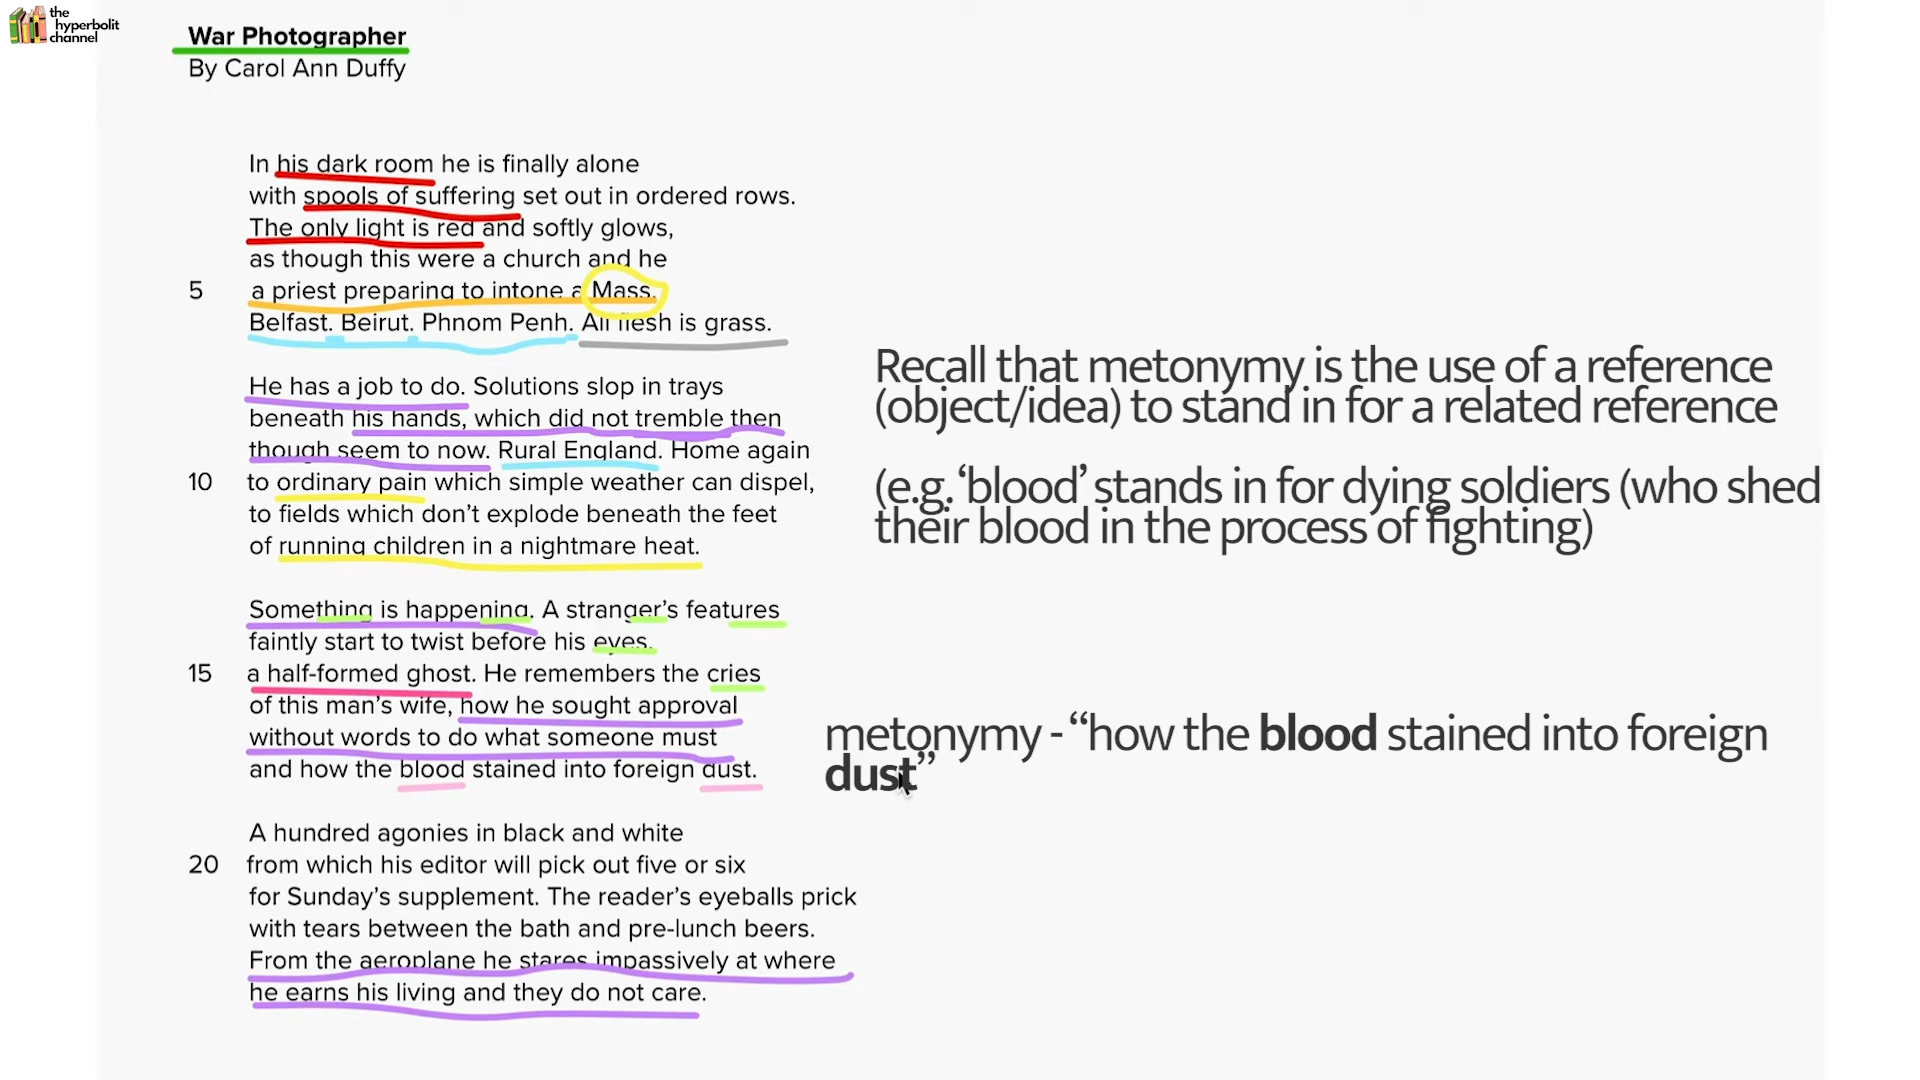 the
hyperbolit
channel
War Photographer
By Carol Ann Duffy
In his dark room he is finally alone
with spools of suffering set out in ordered rows.
The only light is red and softly glows,
as though this were a church and he
5 a priest preparing to intone a Mass.
Belfast. Beirut. Phnom Penh. All flesh is grass.
He has a job to do. Solutions slop in trays
beneath his hands, which did not tremble then
though seem to now. Rural England. Home again
10 to ordinary pain which simple weather can dispel,
to fields which don't explode beneath the feet
of running children in a nightmare heat.
Something is happening. A stranger's features
faintly start to twist before his eyes,
15 a half-formed ghost. He remembers the cries
of this man's wife, how he sought approval
without words to do what someone must
and how the blood stained into foreign dust.
A hundred agonies in black and white
20 from which his editor will pick out five or six
for Sunday's supplement. The reader's eyeballs prick
with tears between the bath and pre-lunch beers.
From the aeroplane he stares impassively at where
he earns his living and they do not care.
Recall that metonymy is the use of a reference
(object/idea) to stand in for a related reference
(e.g. 'blood' stands in for dying soldiers (who shed
their blood in the process of fighting)
metonymy - "how the blood stained into foreign
dust"